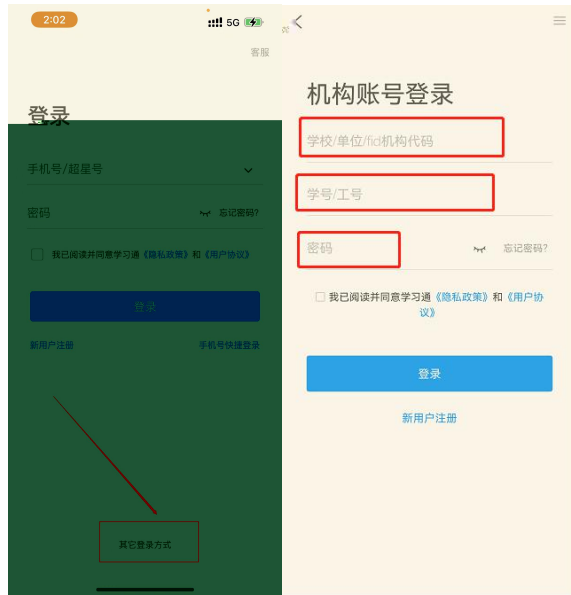 2:02
5G
客服
登录
手机号/超星号
密码
忘记密码?
我已阅读并同意学习通《隐私政策》和《用户协议》
登录
新用户注册
手机号快捷登录
其它登录方式
机构账号登录
学校/单位/fid机构代码
学号/工号
密码
忘记密码?
我已阅读并同意学习通《隐私政策》和《用户协
议》
登录
新用户注册